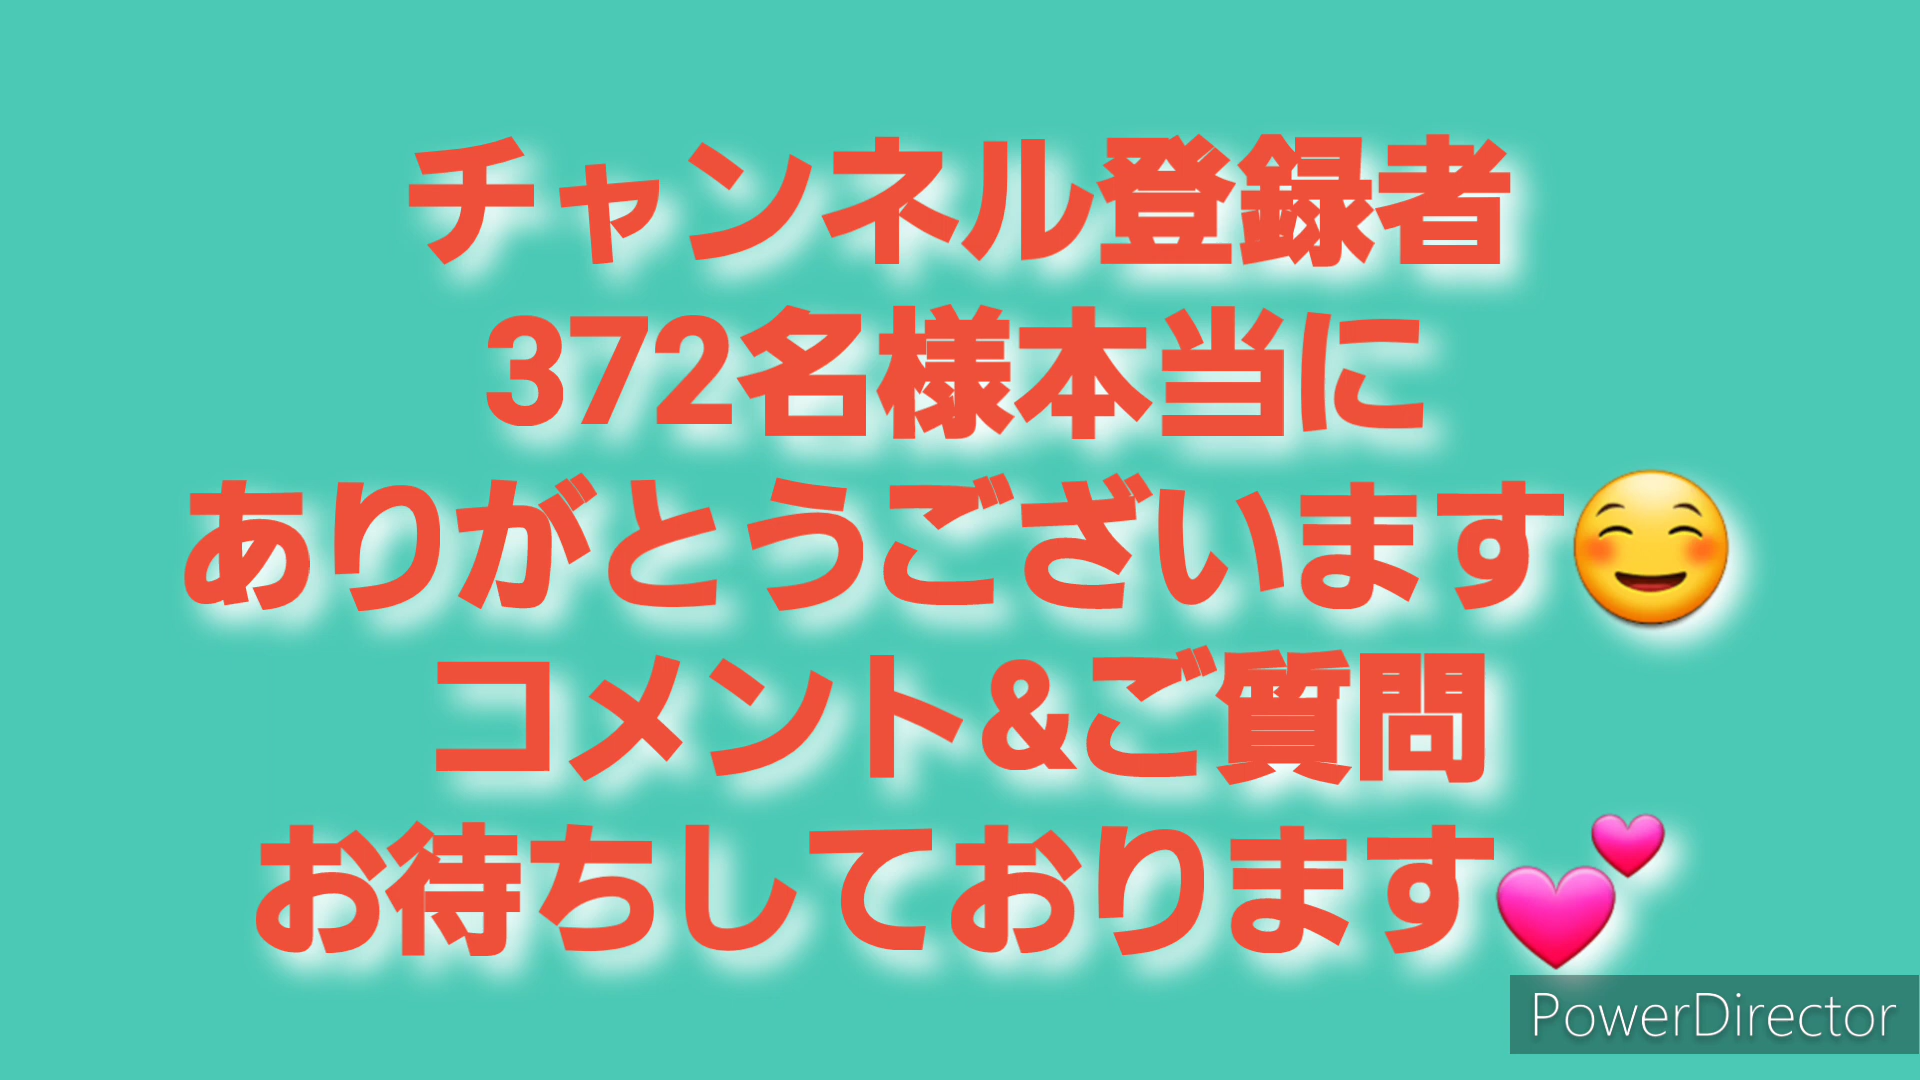 チャンネル登録者
372名様本当に
ありがとうございます😊
コメント&ご質問
お待ちしております💕
PowerDirector